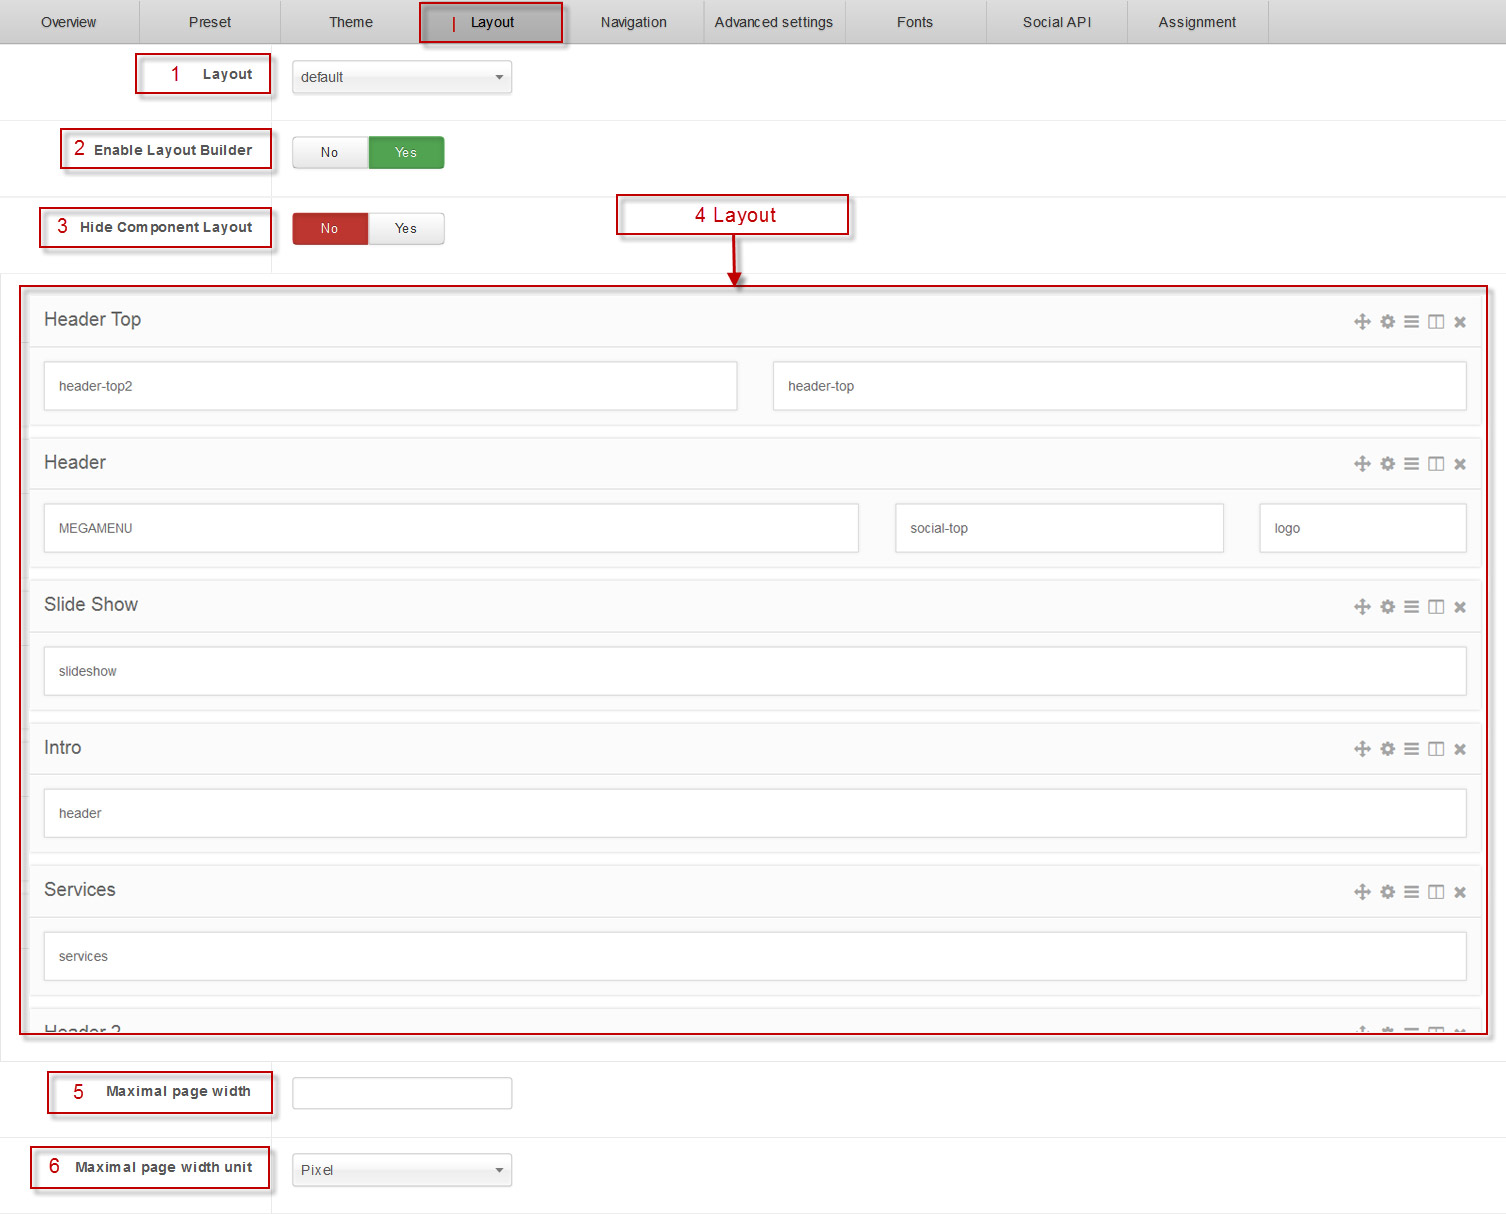 Overview Preset Theme | Layout Navigation Advanced settings Fonts Social API Assignment
1 Layout default
2 Enable Layout Builder No Yes
3 Hide Component Layout No Yes
4 Layout
Header Top
header-top2 header-top
Header
MEGAMENU social-top logo
Slide Show
slideshow
Intro
header
Services
services
Header 2
5 Maximal page width
6 Maximal page width unit Pixel